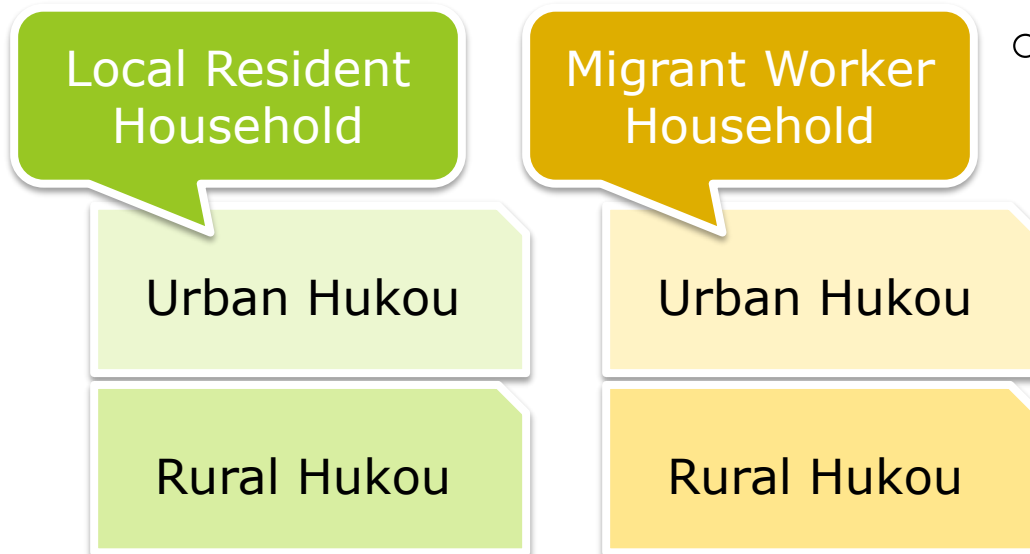 Local Resident
Household
Urban Hukou
Rural Hukou
Migrant Worker
Household
Urban Hukou
Rural Hukou